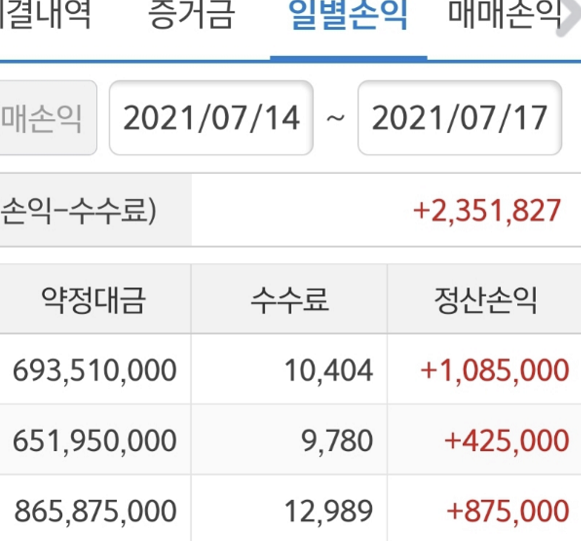 체결내역 증거금 일별손익 매매손익
매손익 2021/07/14 ~ 2021/07/17
손익-수수료) +2,351,827
약정대금 수수료 정산손익
693,510,000 10,404 +1,085,000
651,950,000 9,780 +425,000
865,875,000 12,989 +875,000